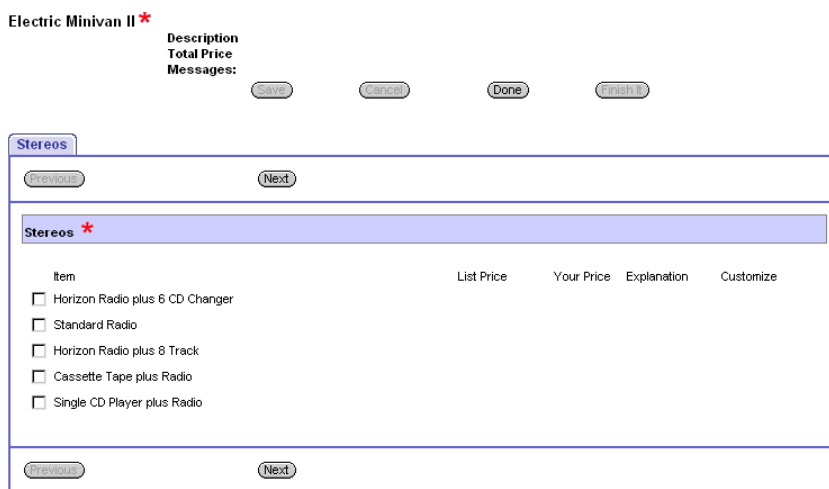 Electric Minivan II *
Description
Total Price
Messages:
Save Cancel Done Finish It
Stereos
Previous Next
Stereos *
Item List Price Your Price Explanation Customize
Horizon Radio plus 6 CD Changer
Standard Radio
Horizon Radio plus 8 Track
Cassette Tape plus Radio
Single CD Player plus Radio
Previous Next